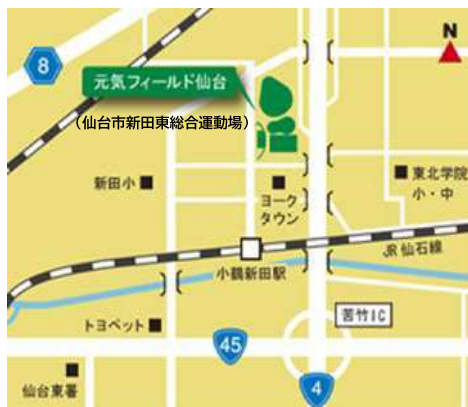 N
8
元気フィールド仙台
(仙台市新田東総合運動場)
新田小
ヨーク
タウン
東北学院
小・中
JR仙石線
小鶴新田駅
トヨペット
苦竹IC
45
仙台東署
4